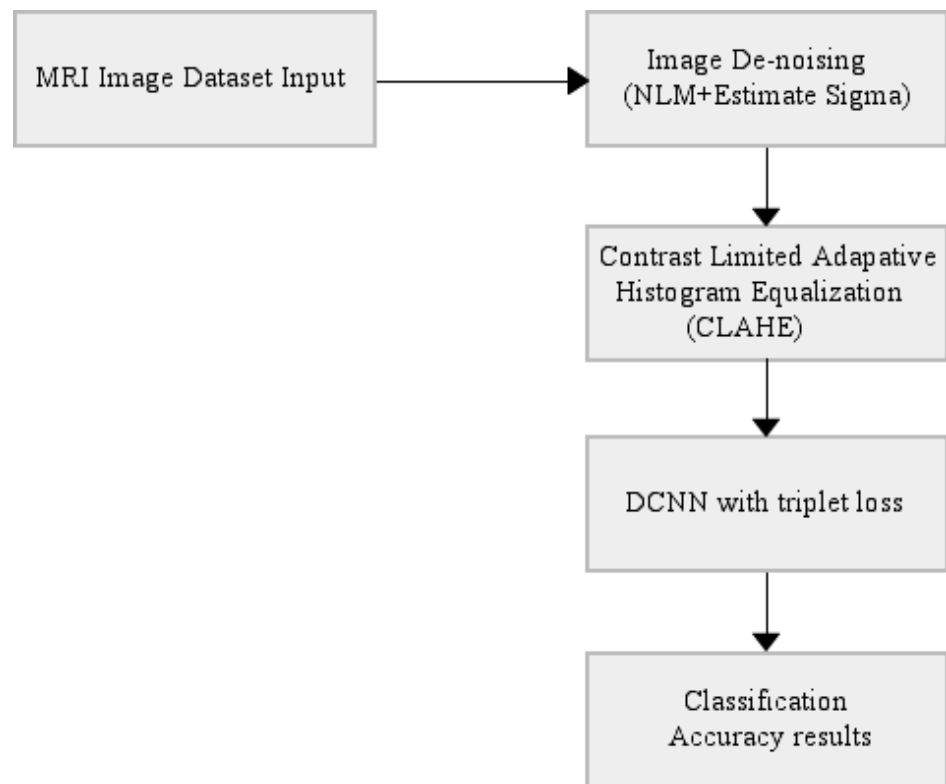 MRI Image Dataset Input
Image De-noising
(NLM+Estimate Sigma)
Contrast Limited Adapative
Histogram Equalization
(CLAHE)
DCNN with triplet loss
Classification
Accuracy results